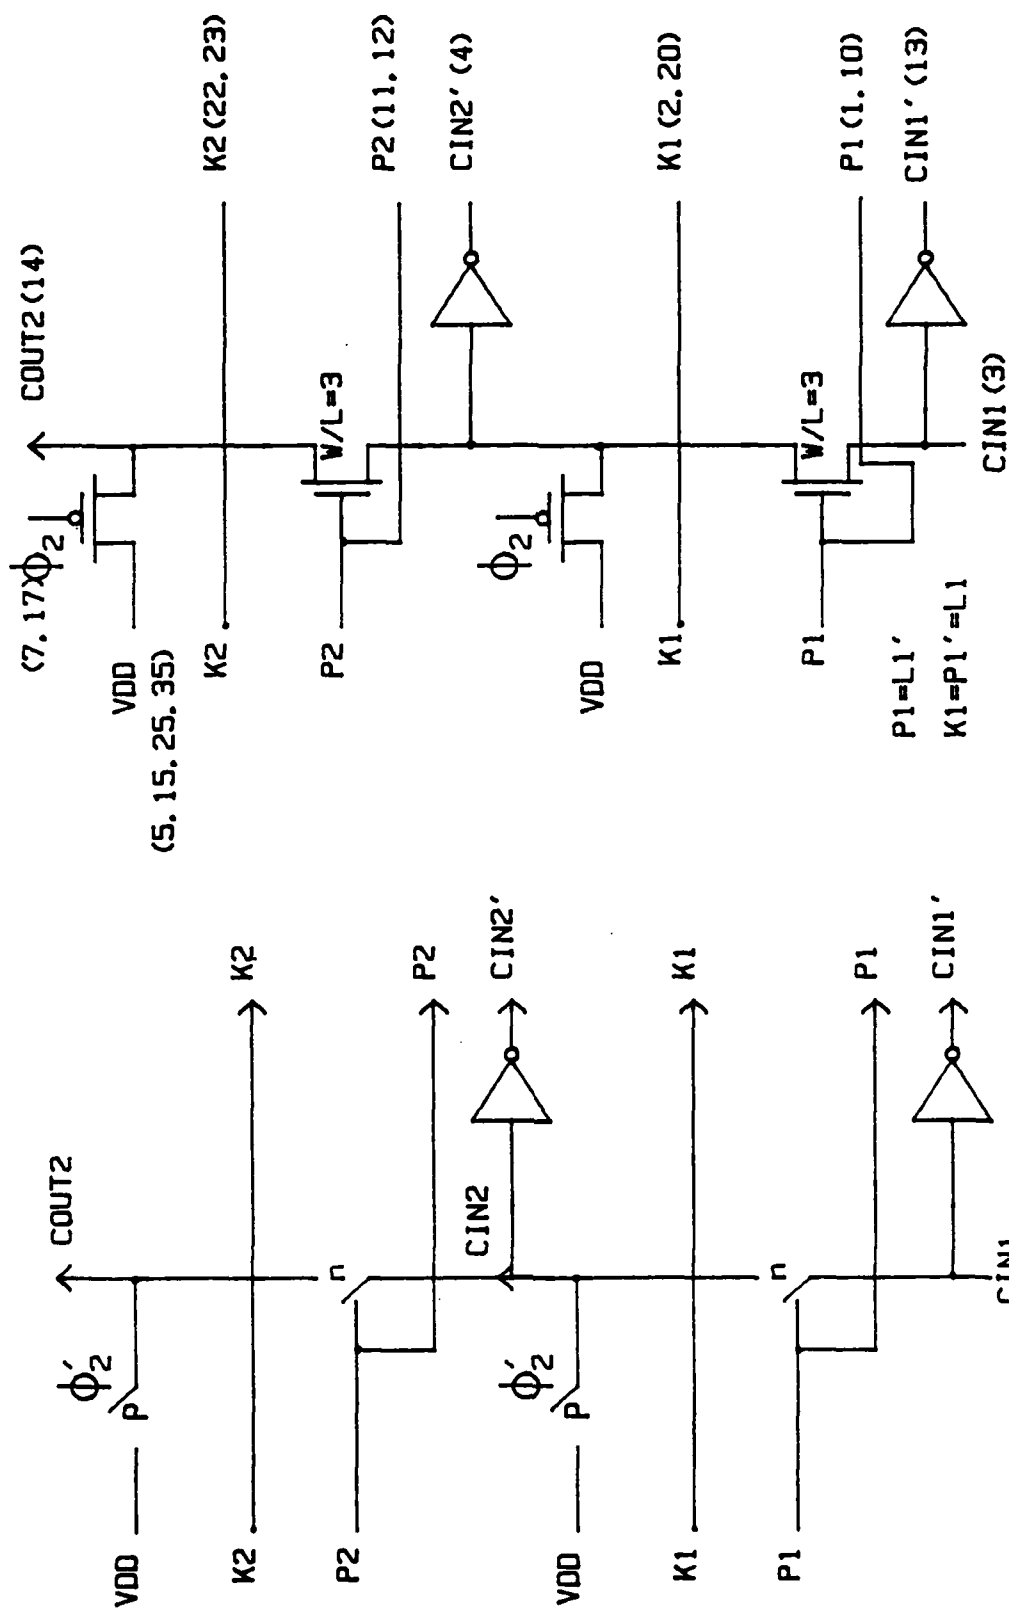 COUT2
ϕ₂'
VDD
P
K2
K2
n
P2
P2
CIN2
CIN2'
ϕ₂'
VDD
P
K1
K1
n
P1
P1
CIN1'
CIN1
COUT2(14)
(7,17)ϕ₂
VDD
(5,15,25,35)
K2
K2(22,23)
W/L=3
P2
P2(11,12)
CIN2'(4)
ϕ₂
VDD
K1
K1(2,20)
W/L=3
P1
P1(1,10)
P1=L1'
CIN1'(13)
K1=P1'=L1
CIN1(3)